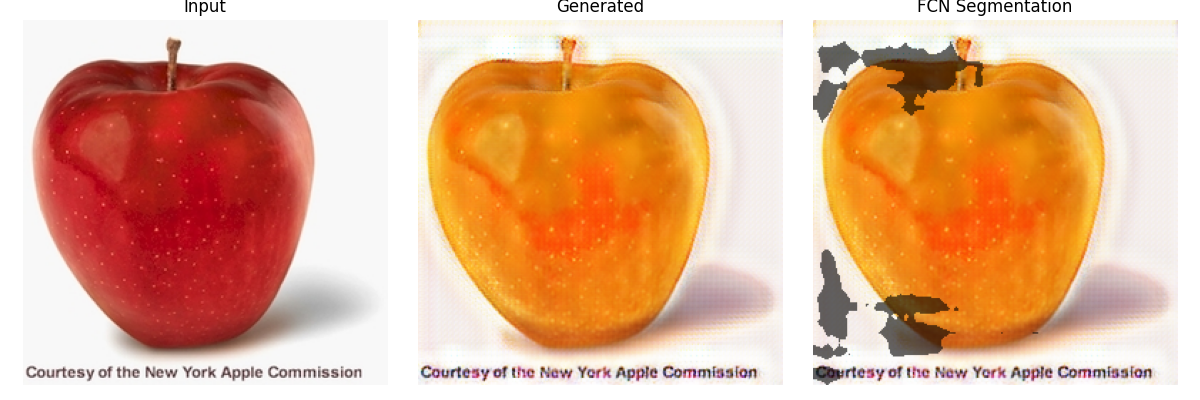 Input
Generated
FCN Segmentation
Courtesy of the New York Apple Commission
Courtesy of the New York Apple Commission
Courtesy of the New York Apple Commission